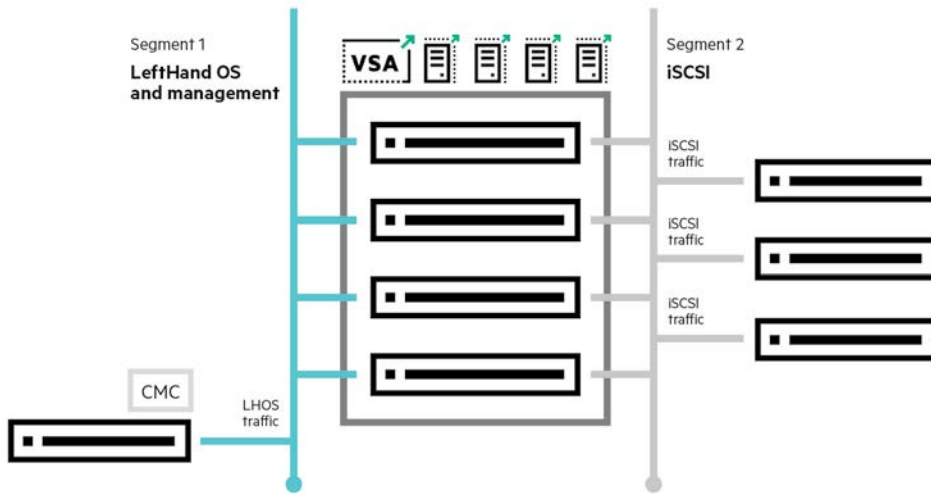 Segment 1
LeftHand OS
and management
VSA
Segment 2
iSCSI
iSCSI
traffic
iSCSI
traffic
iSCSI
traffic
CMC
LHOS
traffic